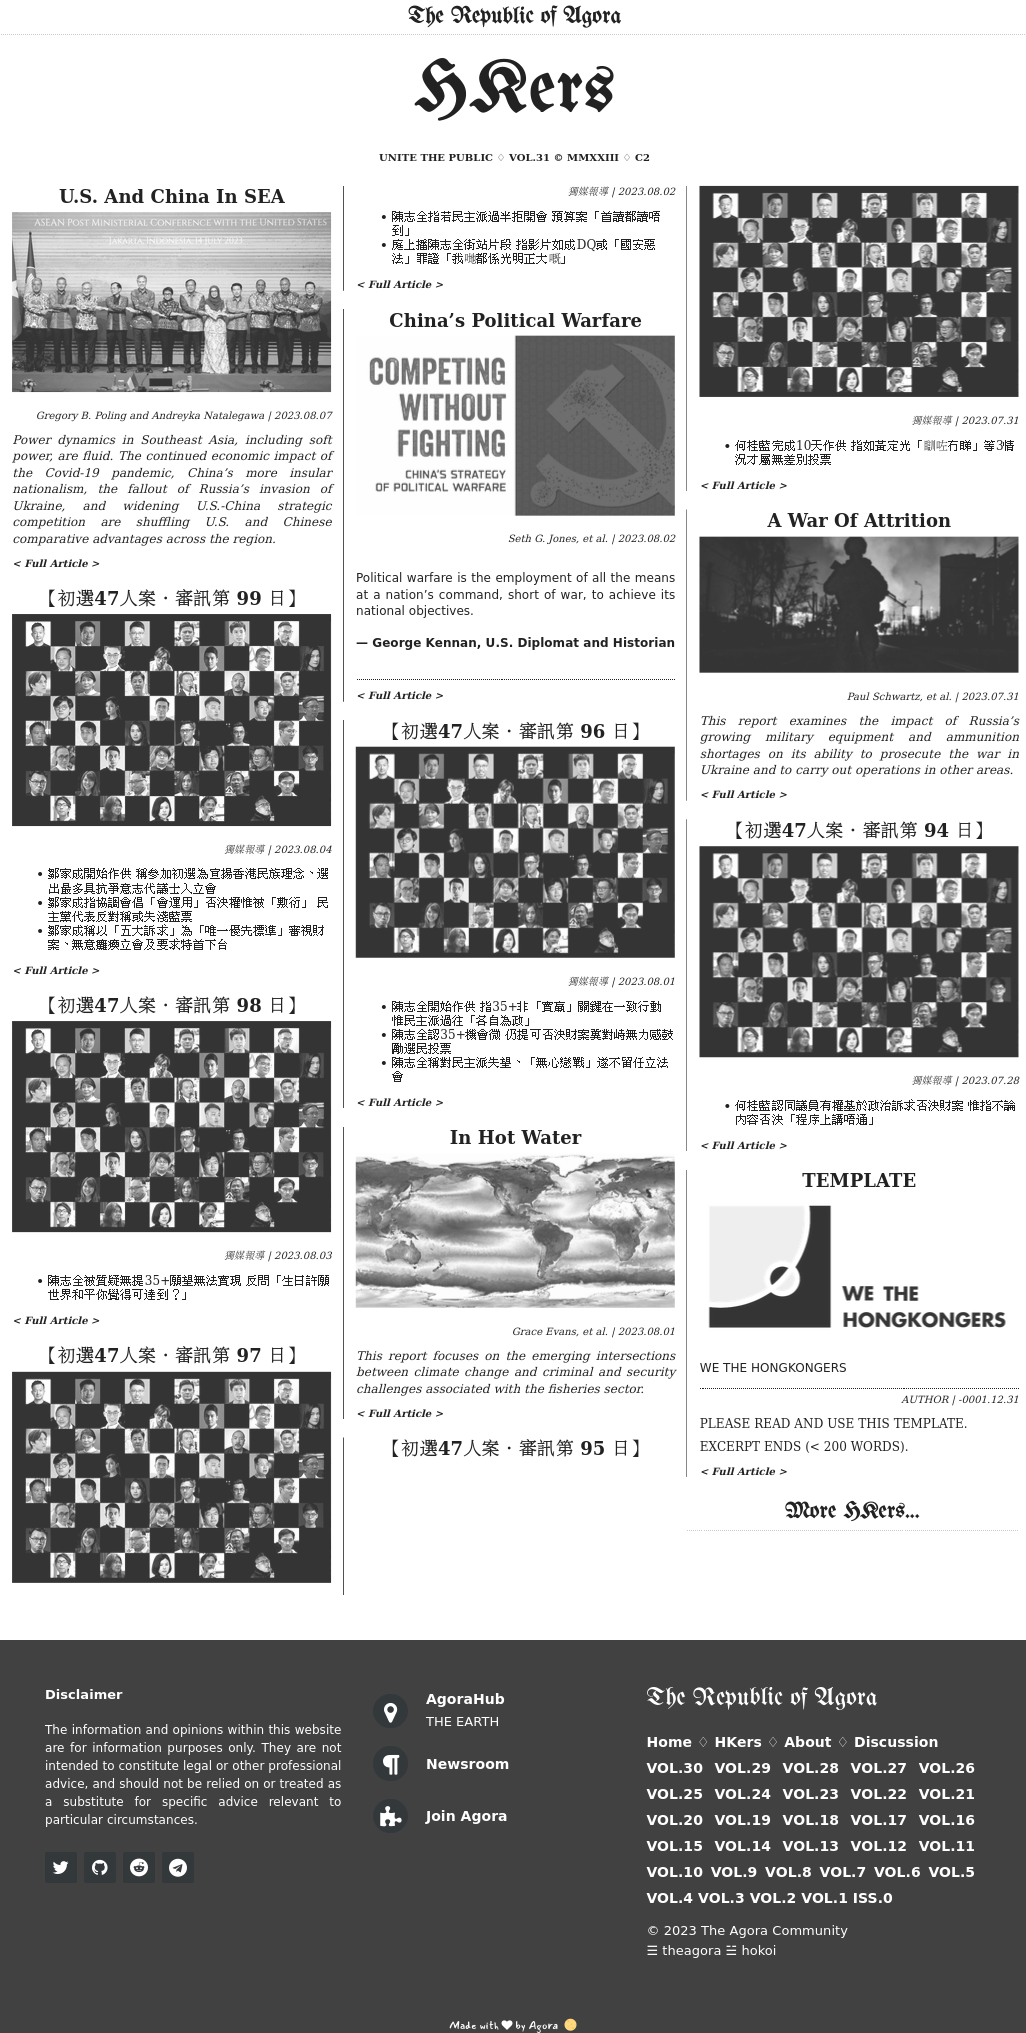 The Republic of Agora
HKers
UNITE THE PUBLIC ♢ VOL.31 © MMXXIII ♢ C2
U.S. And China In SEA
ASEAN POST MINISTERIAL CONFERENCE WITH THE UNITED STATES
JAKARTA, INDONESIA, 14 JULY 2023
Gregory B. Poling and Andreyka Natalegawa | 2023.08.07
Power dynamics in Southeast Asia, including soft
power, are fluid. The continued economic impact of
the Covid-19 pandemic, China’s more insular
nationalism, the fallout of Russia’s invasion of
Ukraine, and widening U.S.-China strategic
competition are shuffling U.S. and Chinese
comparative advantages across the region.
< Full Article >
【初選47人案・審訊第 99 日】
獨媒報導 | 2023.08.04
• 鄒家成開始作供 稱參加初選為宣揚香港民族理念、選
出最多具抗爭意志代議士入立會
• 鄒家成指協調會倡「會運用」否決權惟被「敷衍」 民
主黨代表反對稱或失淺藍票
• 鄒家成稱以「五大訴求」為「唯一優先標準」審視財
案、無意癱瘓立會及要求特首下台
< Full Article >
【初選47人案・審訊第 98 日】
獨媒報導 | 2023.08.03
• 陳志全被質疑無提35+願望無法實現 反問「生日許願
世界和平你覺得可達到？」
< Full Article >
【初選47人案・審訊第 97 日】
獨媒報導 | 2023.08.02
• 陳志全指若民主派過半拒開會 預算案「首讀都讀唔
到」
• 庭上播陳志全街站片段 指影片如成DQ或「國安惡
法」罪證「我哋都係光明正大嘅」
< Full Article >
China’s Political Warfare
COMPETING
WITHOUT
FIGHTING
CHINA’S STRATEGY
OF POLITICAL WARFARE
Seth G. Jones, et al. | 2023.08.02
Political warfare is the employment of all the means
at a nation’s command, short of war, to achieve its
national objectives.
— George Kennan, U.S. Diplomat and Historian
< Full Article >
【初選47人案・審訊第 96 日】
獨媒報導 | 2023.08.01
• 陳志全開始作供 指35+非「實贏」關鍵在一致行動
惟民主派過往「各自為政」
• 陳志全認35+機會微 仍提可否決財案冀對峙無力感鼓
勵選民投票
• 陳志全稱對民主派失望、「無心戀戰」遂不留任立法
會
< Full Article >
In Hot Water
Grace Evans, et al. | 2023.08.01
This report focuses on the emerging intersections
between climate change and criminal and security
challenges associated with the fisheries sector.
< Full Article >
【初選47人案・審訊第 95 日】
獨媒報導 | 2023.07.31
• 何桂藍完成10天作供 指如黃定光「瞓咗冇睇」等3情
況才屬無差別投票
< Full Article >
A War Of Attrition
Paul Schwartz, et al. | 2023.07.31
This report examines the impact of Russia’s
growing military equipment and ammunition
shortages on its ability to prosecute the war in
Ukraine and to carry out operations in other areas.
< Full Article >
【初選47人案・審訊第 94 日】
獨媒報導 | 2023.07.28
• 何桂藍認同議員有權基於政治訴求否決財案 惟指不論
內容否決「程序上講唔通」
< Full Article >
TEMPLATE
WE THE
HONGKONGERS
WE THE HONGKONGERS
AUTHOR | -0001.12.31
PLEASE READ AND USE THIS TEMPLATE.
EXCERPT ENDS (< 200 WORDS).
< Full Article >
More HKers...
Disclaimer
The information and opinions within this website
are for information purposes only. They are not
intended to constitute legal or other professional
advice, and should not be relied on or treated as
a substitute for specific advice relevant to
particular circumstances.
AgoraHub
THE EARTH
Newsroom
Join Agora
The Republic of Agora
Home ♢ HKers ♢ About ♢ Discussion
VOL.30 VOL.29 VOL.28 VOL.27 VOL.26
VOL.25 VOL.24 VOL.23 VOL.22 VOL.21
VOL.20 VOL.19 VOL.18 VOL.17 VOL.16
VOL.15 VOL.14 VOL.13 VOL.12 VOL.11
VOL.10 VOL.9 VOL.8 VOL.7 VOL.6 VOL.5
VOL.4 VOL.3 VOL.2 VOL.1 ISS.0
© 2023 The Agora Community
☰ theagora ☱ hokoi
Made with ♥ by Agora